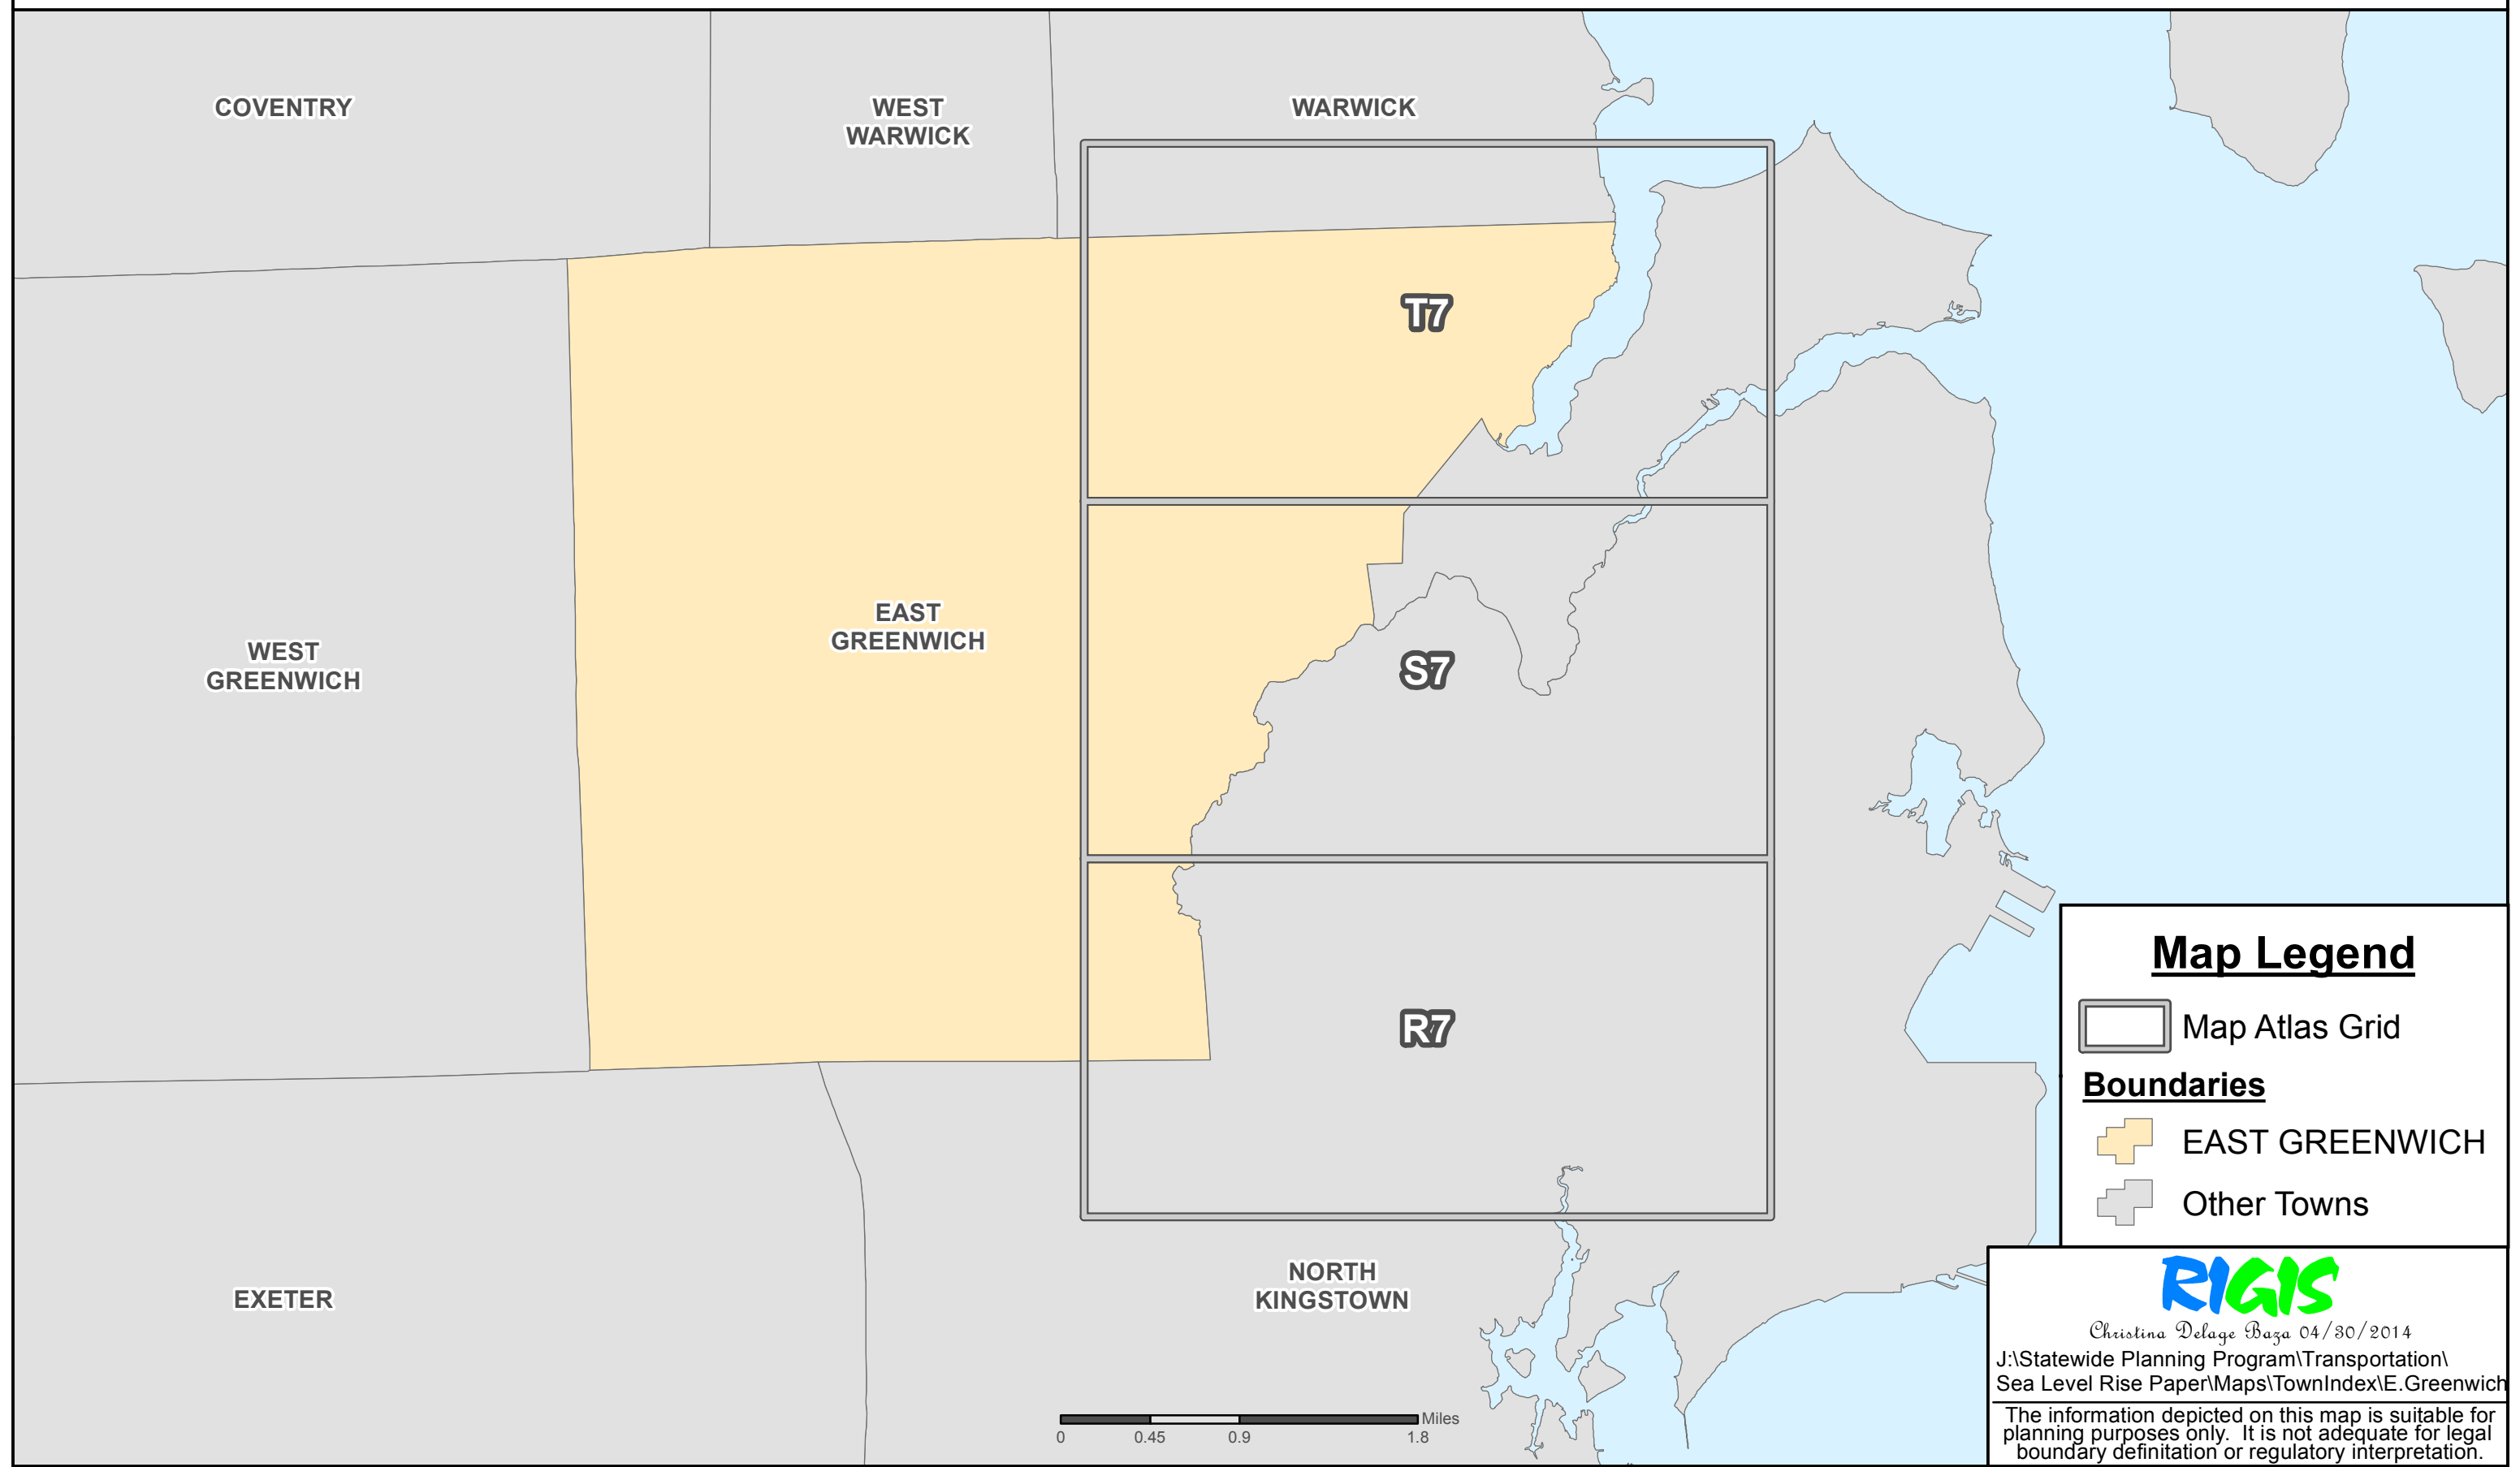 COVENTRY
WEST
WARWICK
WARWICK
T7
EAST
GREENWICH
WEST
GREENWICH
S7
R7
EXETER
NORTH
KINGSTOWN
Miles
0 0.45 0.9 1.8
Map Legend
Map Atlas Grid
Boundaries
EAST GREENWICH
Other Towns
RIGIS
Christina Delage Baza 04/30/2014
J:\Statewide Planning Program\Transportation\
Sea Level Rise Paper\Maps\TownIndex\E.Greenwich
The information depicted on this map is suitable for
planning purposes only. It is not adequate for legal
boundary definitation or regulatory interpretation.